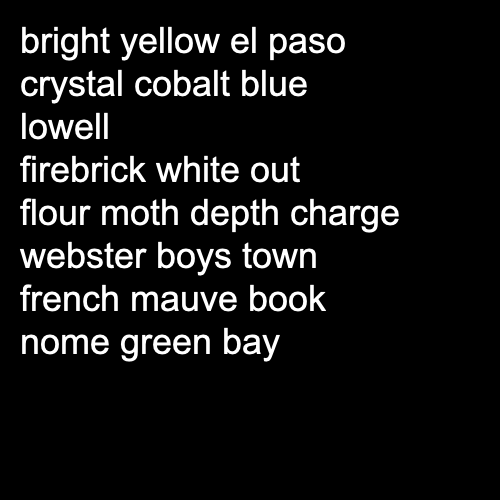 bright yellow el paso
crystal cobalt blue
lowell
firebrick white out
flour moth depth charge
webster boys town
french mauve book
nome green bay